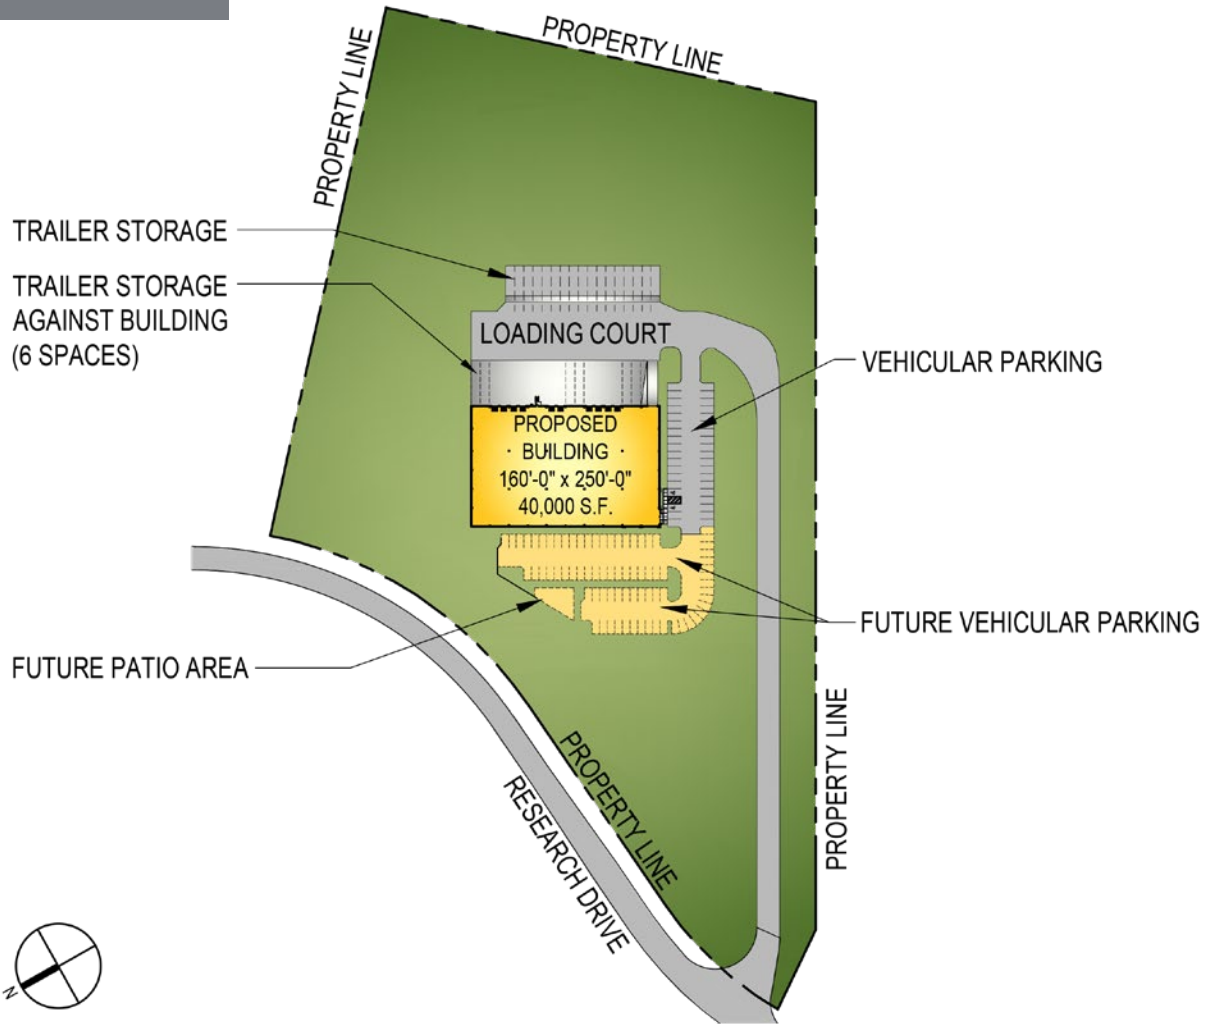 PROPERTY LINE
PROPERTY LINE
TRAILER STORAGE
TRAILER STORAGE
AGAINST BUILDING
(6 SPACES)
LOADING COURT
VEHICULAR PARKING
PROPOSED
BUILDING
160'-0" x 250'-0"
40,000 S.F.
FUTURE VEHICULAR PARKING
FUTURE PATIO AREA
PROPERTY LINE
PROPERTY LINE
RESEARCH DRIVE
N